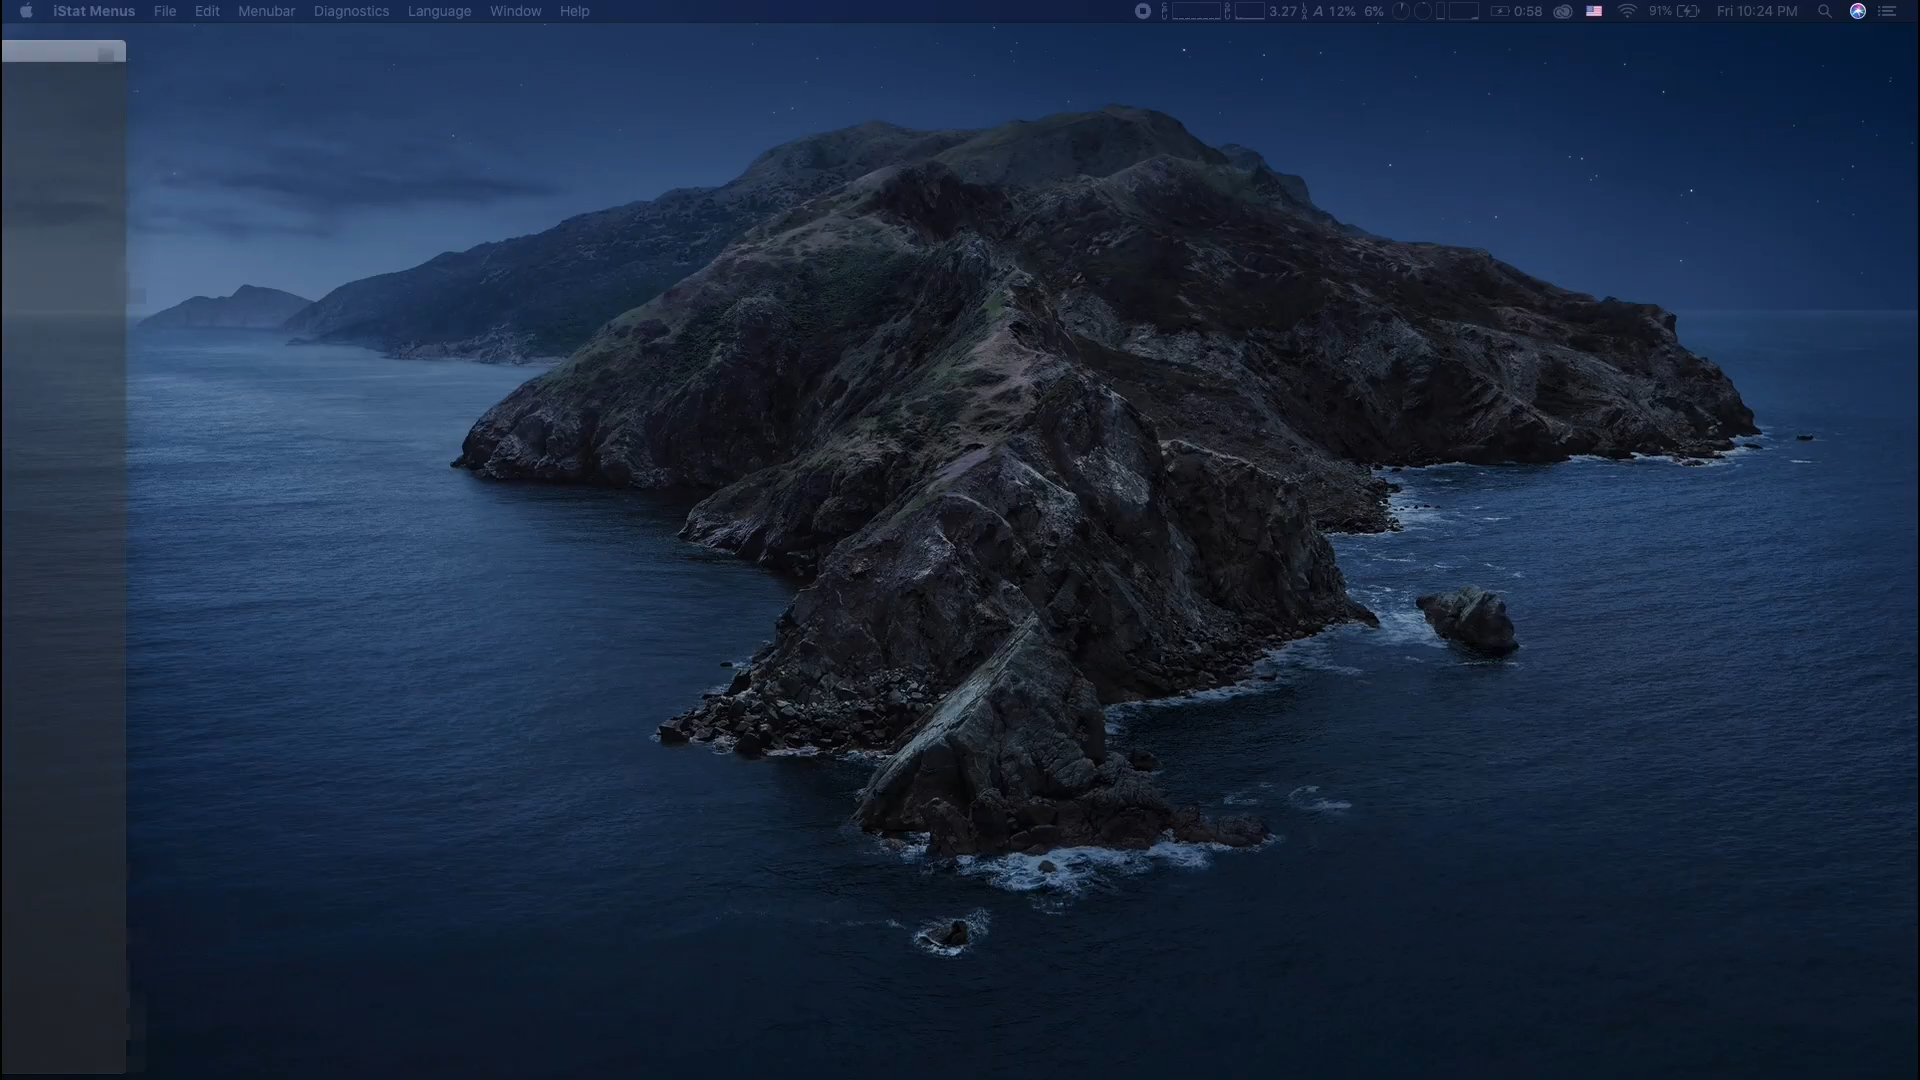 iStat Menus File Edit Menubar Diagnostics Language Window Help 3.27 A 12% 6% 0:58 91% Fri 10:24 PM